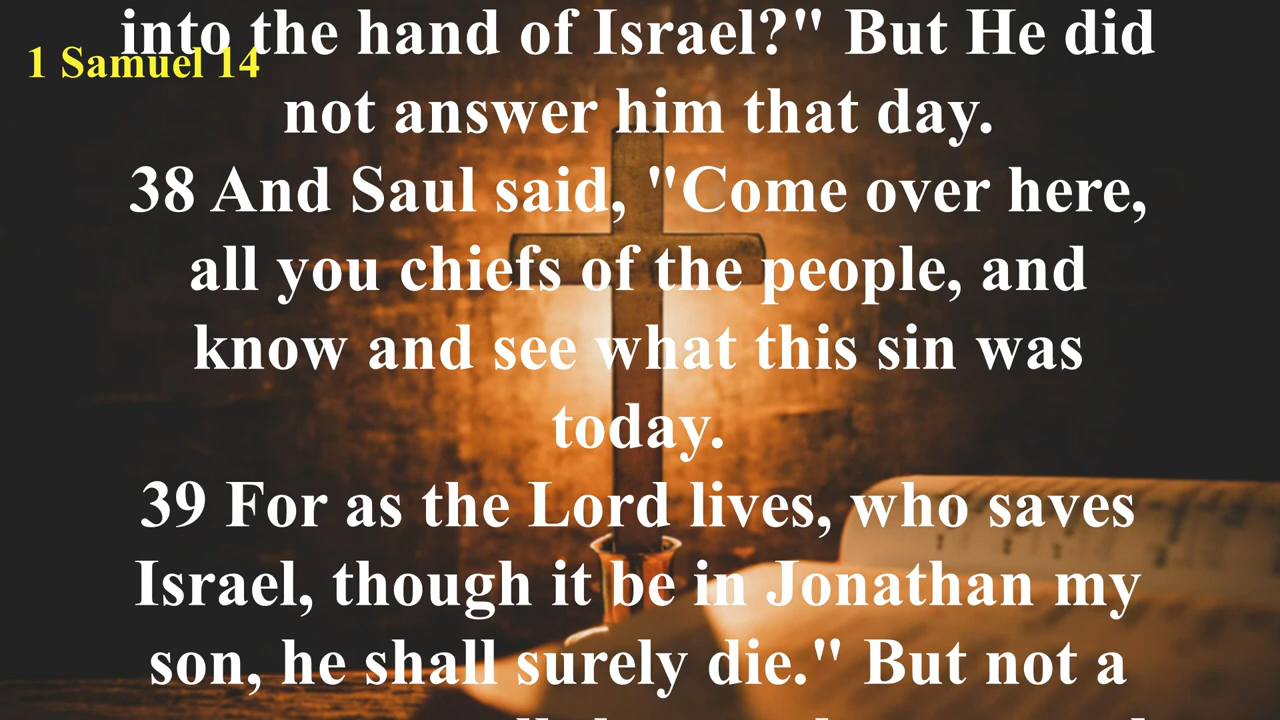 into the hand of Israel?" But He did
1 Samuel 14
not answer him that day.
38 And Saul said, "Come over here,
all you chiefs of the people, and
know and see what this sin was
today.
39 For as the Lord lives, who saves
Israel, though it be in Jonathan my
son, he shall surely die." But not a